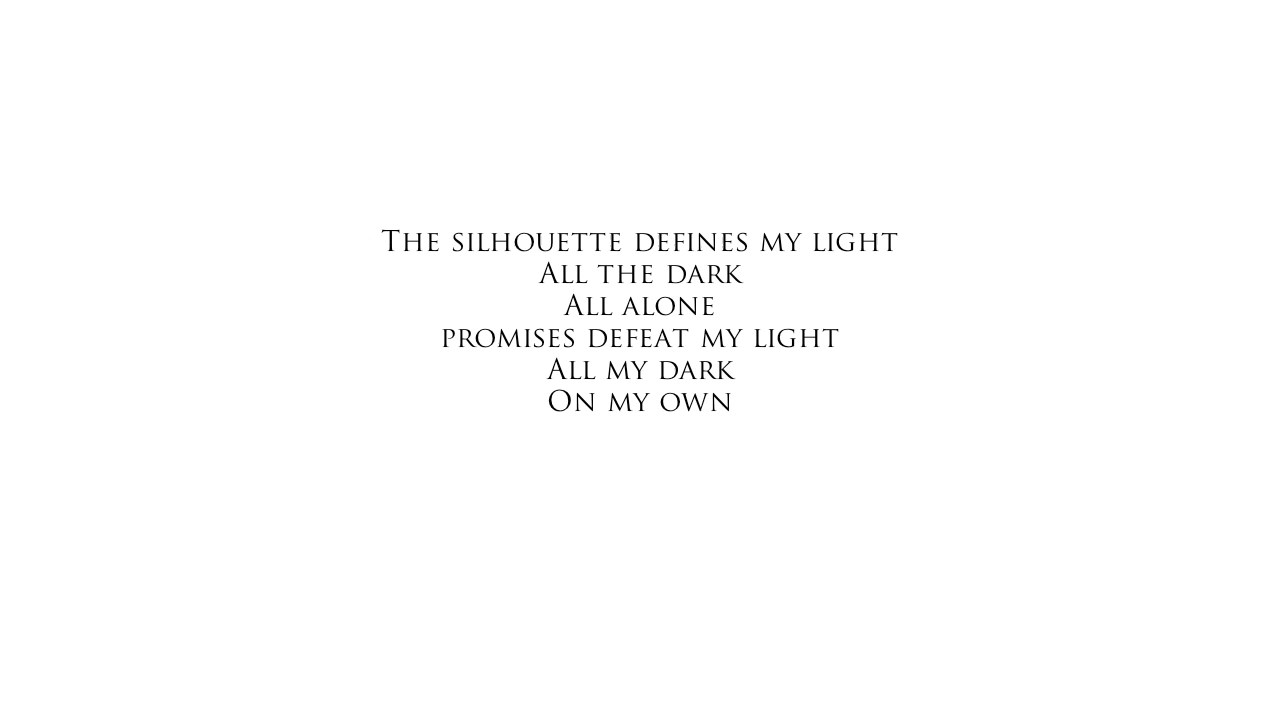 The silhouette defines my light
All the dark
All alone
promises defeat my light
All my dark
On my own